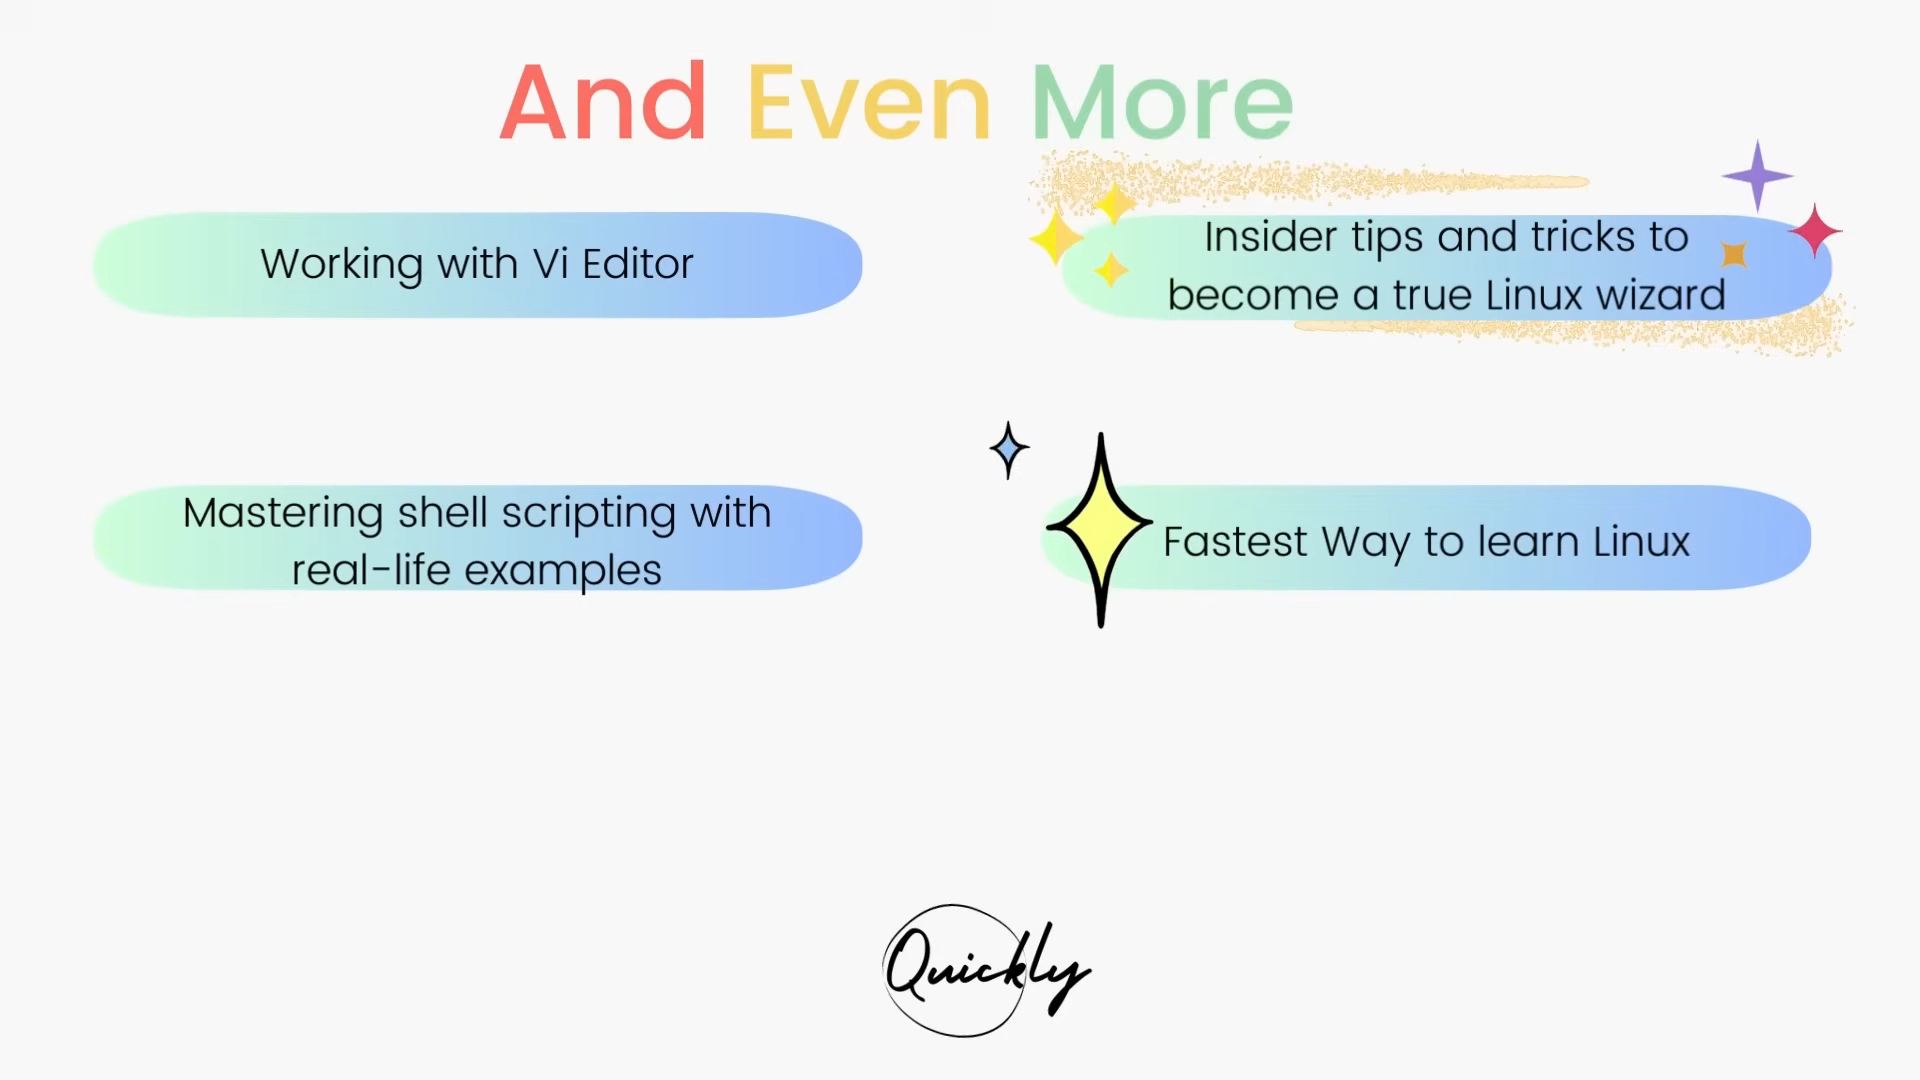 And Even More
Working with Vi Editor
Insider tips and tricks to
become a true Linux wizard
Mastering shell scripting with
real-life examples
Fastest Way to learn Linux
Quickly